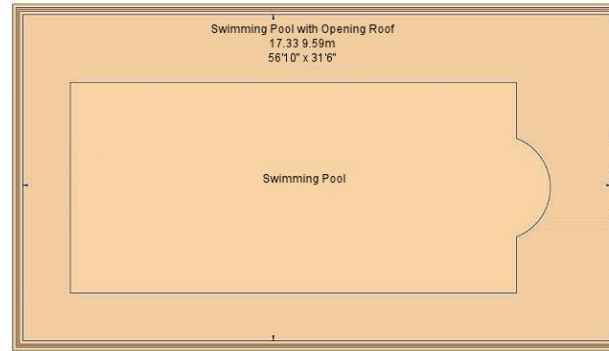 Swimming Pool with Opening Roof
17.33 9.59m
56'10" x 31'6"
Swimming Pool